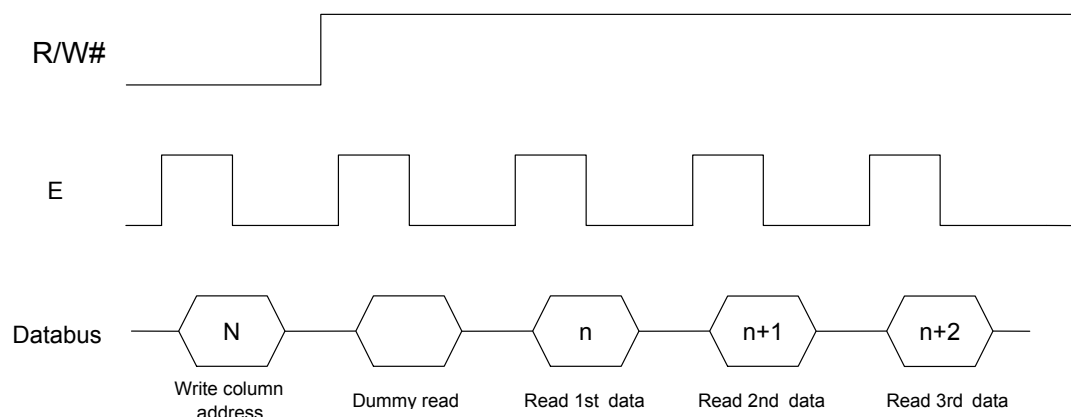 R/W#
E
Databus
N
n
n+1
n+2
Write column
address
Dummy read
Read 1st data
Read 2nd data
Read 3rd data